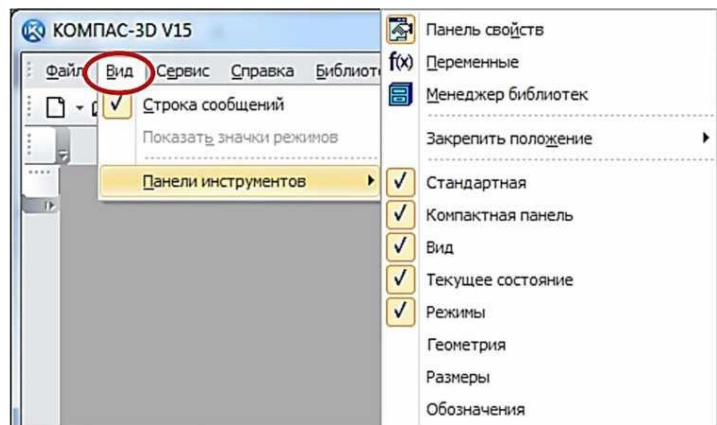 КОМПАС-3D V15
Файл Вид Сервис Справка
Строка сообщений
Показать значки режимов
Панели инструментов
Панель свойств
f(x) Переменные
Менеджер библиотек
Закрепить положение
Стандартная
Компактная панель
Вид
Текущее состояние
Режимы
Геометрия
Размеры
Обозначения